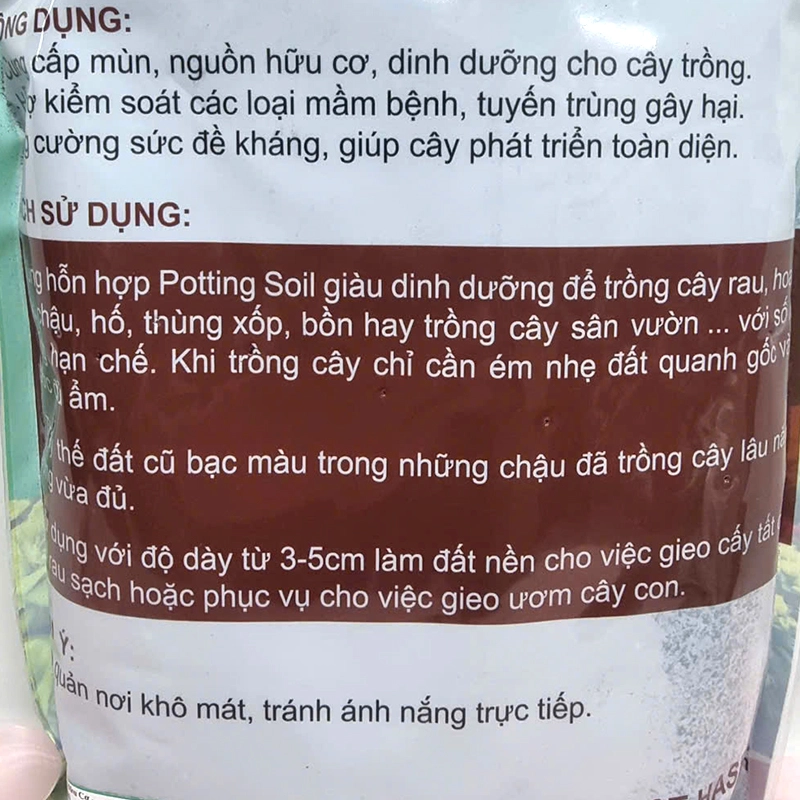 CÔNG DỤNG:
Cung cấp mùn, nguồn hữu cơ, dinh dưỡng cho cây trồng.
kiểm soát các loại mầm bệnh, tuyến trùng gây hại.
cường sức đề kháng, giúp cây phát triển toàn diện.
SỬ DỤNG:
hỗn hợp Potting Soil giàu dinh dưỡng để trồng cây rau,
chậu, hố, thùng xốp, bồn hay trồng cây sân vườn ... với số
hạn chế. Khi trồng cây chỉ cần ém nhẹ đất quanh gốc
ẩm.
thế đất cũ bạc màu trong những chậu đã trồng cây lâu
vừa đủ.
dụng với độ dày từ 3-5cm làm đất nền cho việc gieo cấy tất
rau sạch hoặc phục vụ cho việc gieo ươm cây con.
Ý:
quản nơi khô mát, tránh ánh nắng trực tiếp.